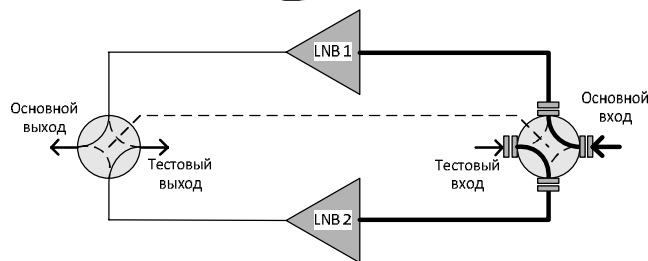 LNB 1
Основной
выход
Тестовый
выход
Основной
вход
Тестовый
вход
LNB 2